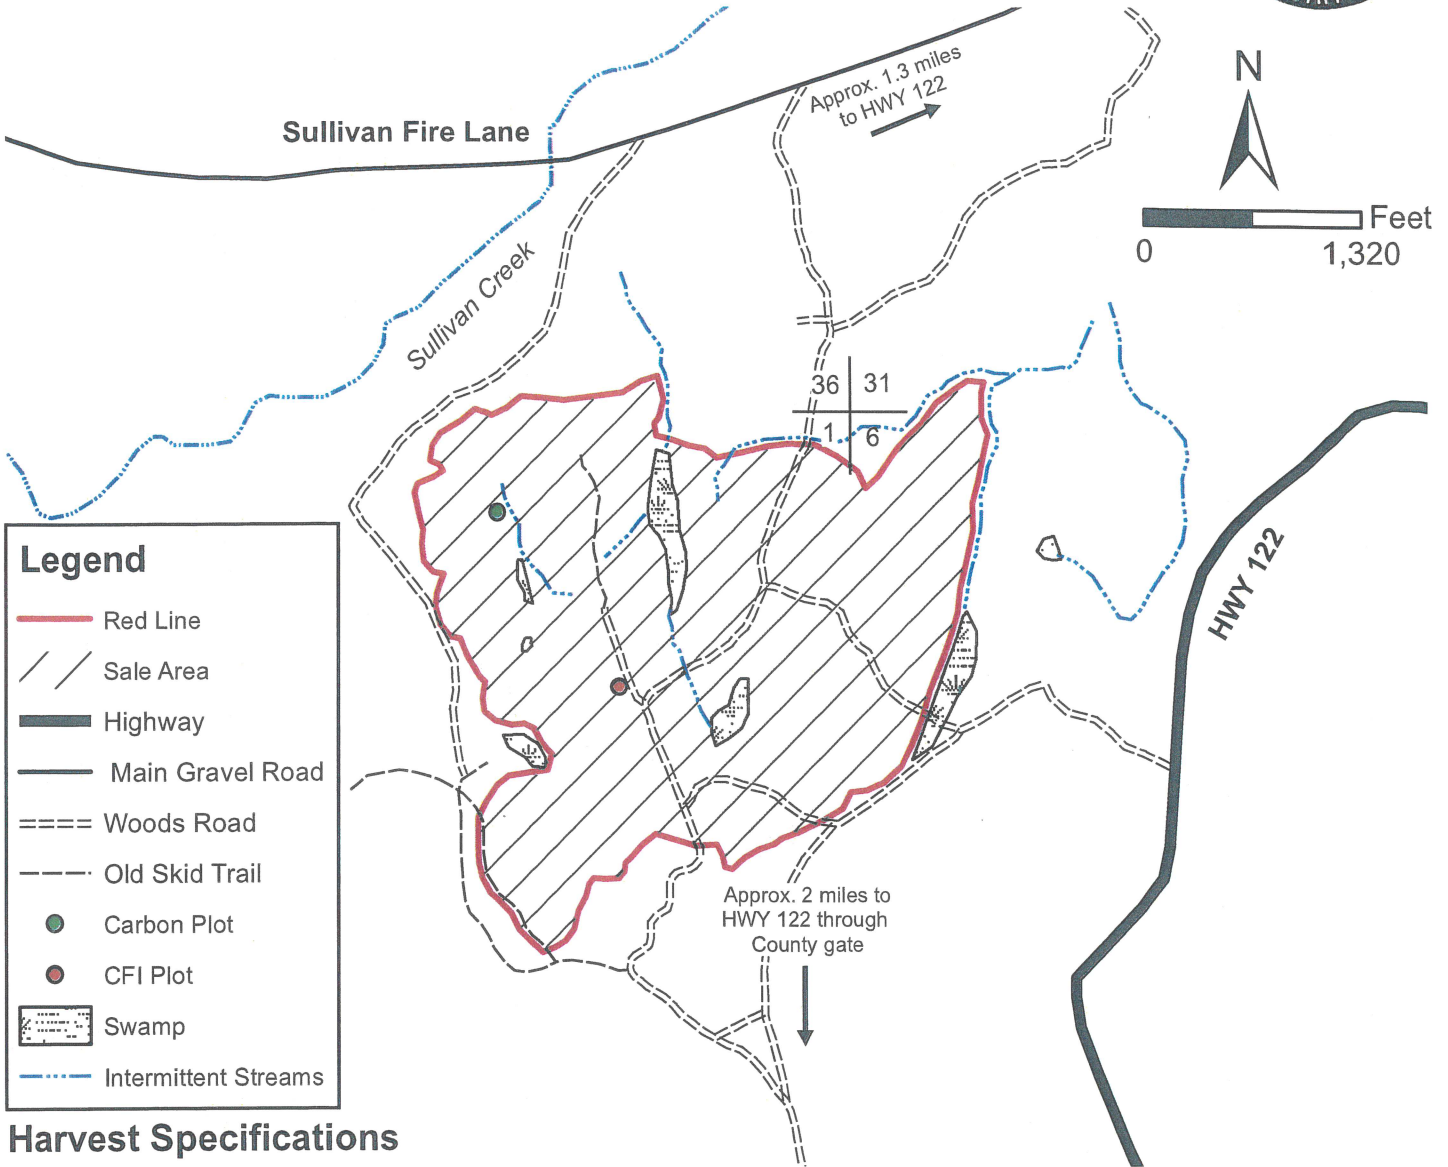 Approx. 1.3 miles
to HWY 122
N
Sullivan Fire Lane
Feet
0
1,320
Sullivan Creek
36
31
1
6
HWY 122
Legend
Red Line
Sale Area
Highway
Main Gravel Road
Woods Road
Old Skid Trail
Carbon Plot
CFI Plot
Swamp
Intermittent Streams
Approx. 2 miles to
HWY 122 through
County gate
Harvest Specifications